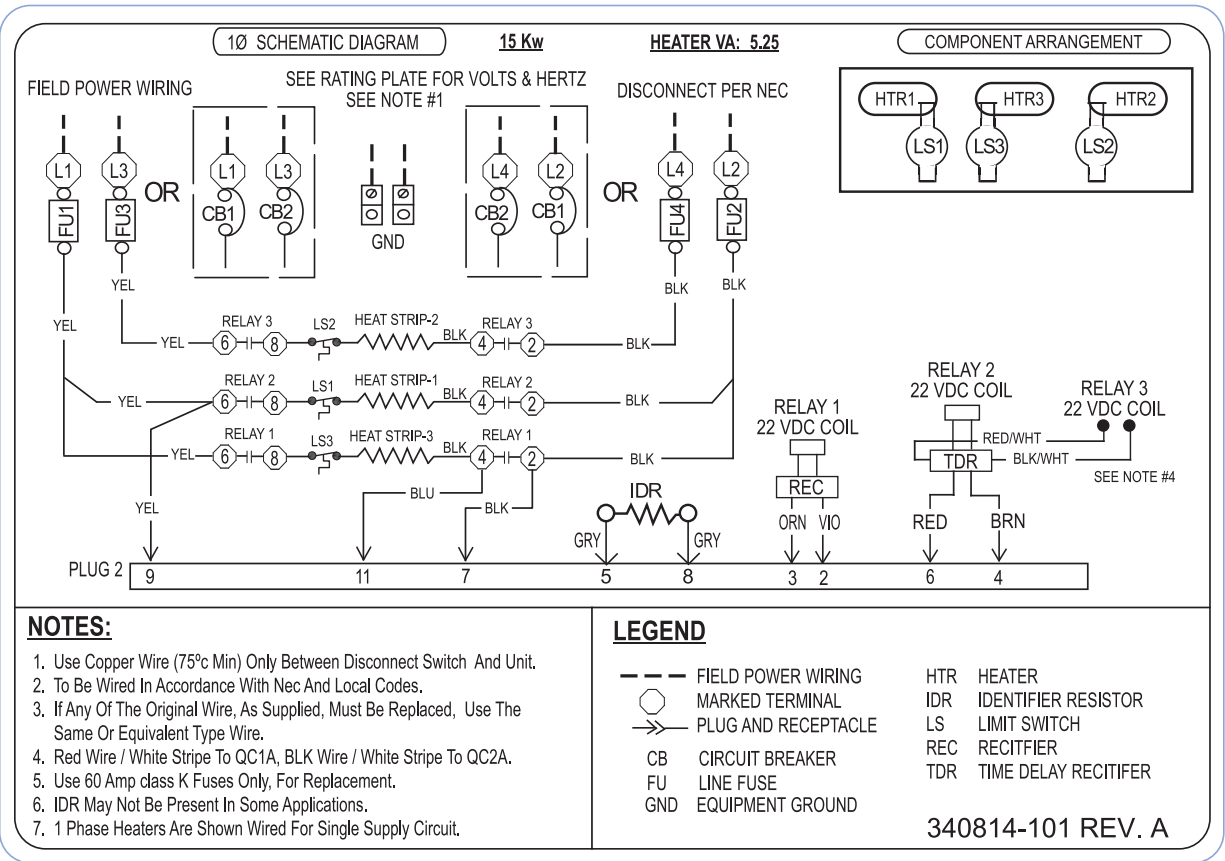 1Ø SCHEMATIC DIAGRAM
15 Kw
HEATER VA: 5.25
COMPONENT ARRANGEMENT
FIELD POWER WIRING
SEE RATING PLATE FOR VOLTS & HERTZ
SEE NOTE #1
DISCONNECT PER NEC
HTR1
HTR3
HTR2
LS1
LS3
LS2
L1
L3
OR
L1
L3
L4
L2
OR
L4
L2
FU1
FU3
CB1
CB2
GND
CB2
CB1
FU4
FU2
YEL
YEL
BLK
BLK
YEL
6
RELAY 3
8
LS2
HEAT STRIP-2
BLK
4
RELAY 3
2
BLK
YEL
6
RELAY 2
8
LS1
HEAT STRIP-1
BLK
4
RELAY 2
2
BLK
YEL
6
RELAY 1
8
LS3
HEAT STRIP-3
BLK
4
RELAY 1
2
BLK
RELAY 1
22 VDC COIL
RELAY 2
22 VDC COIL
RELAY 3
22 VDC COIL
RED/WHT
BLK/WHT
SEE NOTE #4
REC
TDR
YEL
BLU
BLK
IDR
GRY
GRY
ORN
VIO
RED
BRN
PLUG 2
9
11
7
5
8
3
2
6
4
NOTES:
1. Use Copper Wire (75ºc Min) Only Between Disconnect Switch And Unit.
2. To Be Wired In Accordance With Nec And Local Codes.
3. If Any Of The Original Wire, As Supplied, Must Be Replaced, Use The
Same Or Equivalent Type Wire.
4. Red Wire / White Stripe To QC1A, BLK Wire / White Stripe To QC2A.
5. Use 60 Amp class K Fuses Only, For Replacement.
6. IDR May Not Be Present In Some Applications.
7. 1 Phase Heaters Are Shown Wired For Single Supply Circuit.
LEGEND
FIELD POWER WIRING
MARKED TERMINAL
PLUG AND RECEPTACLE
CB CIRCUIT BREAKER
FU LINE FUSE
GND EQUIPMENT GROUND
HTR HEATER
IDR IDENTIFIER RESISTOR
LS LIMIT SWITCH
REC RECITFIER
TDR TIME DELAY RECITIFER
340814-101 REV. A